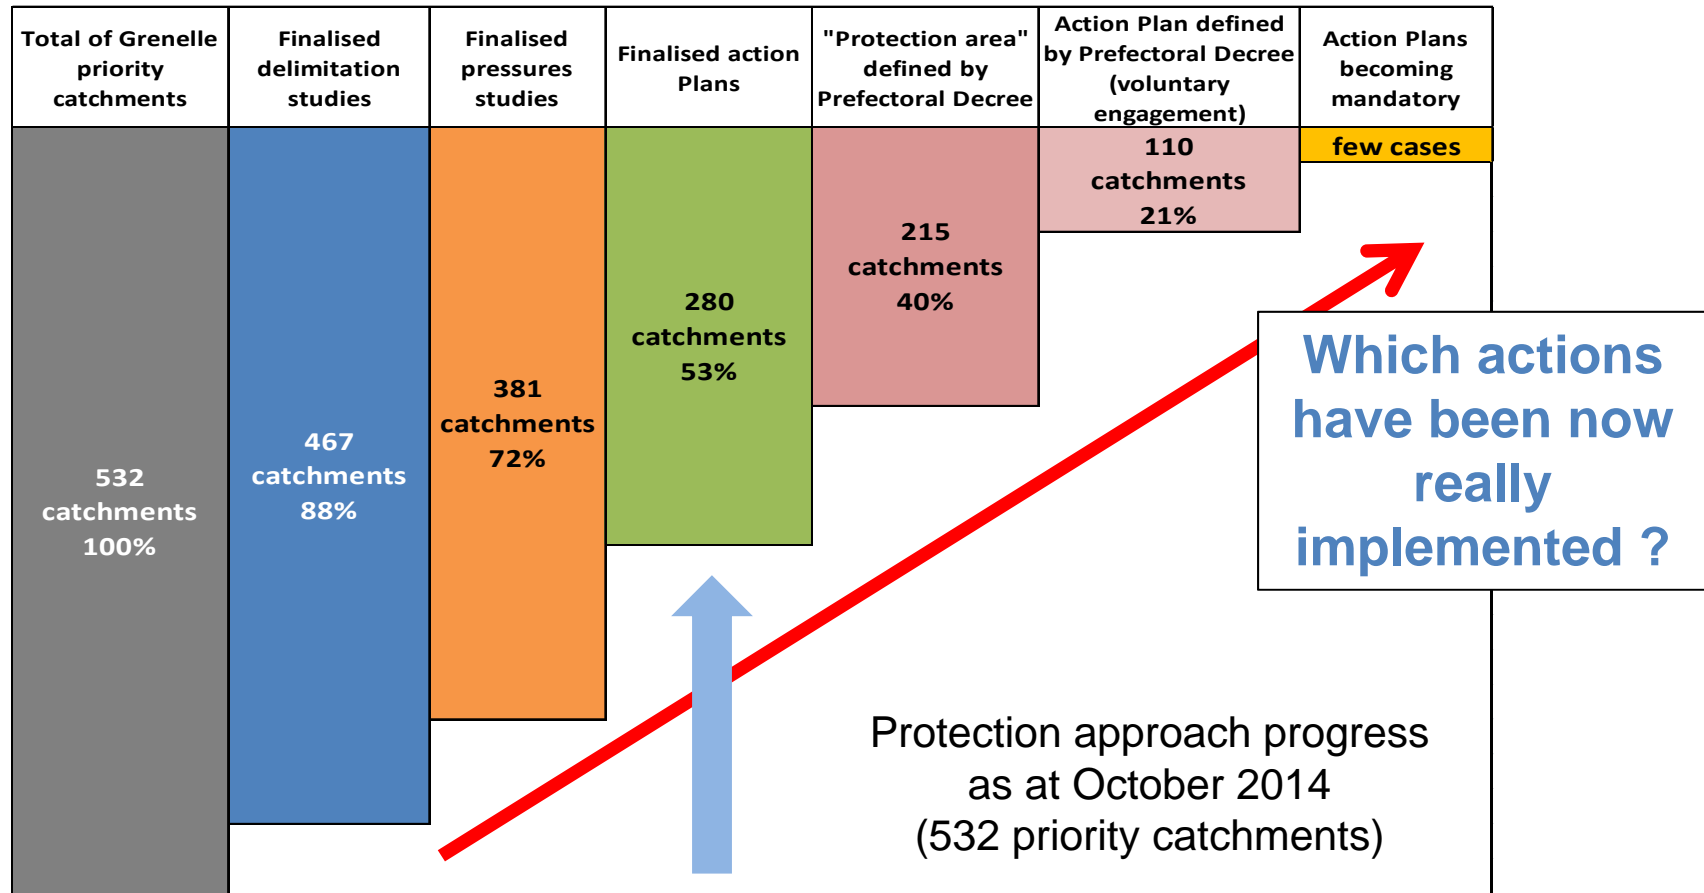 Total of Grenelle
priority
catchments
Finalised
delimitation
studies
Finalised
pressures
studies
Finalised action
Plans
"Protection area"
defined by
Prefectoral Decree
Action Plan defined
by Prefectoral Decree
(voluntary
engagement)
Action Plans
becoming
mandatory
532
catchments
100%
467
catchments
88%
381
catchments
72%
280
catchments
53%
215
catchments
40%
110
catchments
21%
few cases
Which actions
have been now
really
implemented ?
Protection approach progress
as at October 2014
(532 priority catchments)